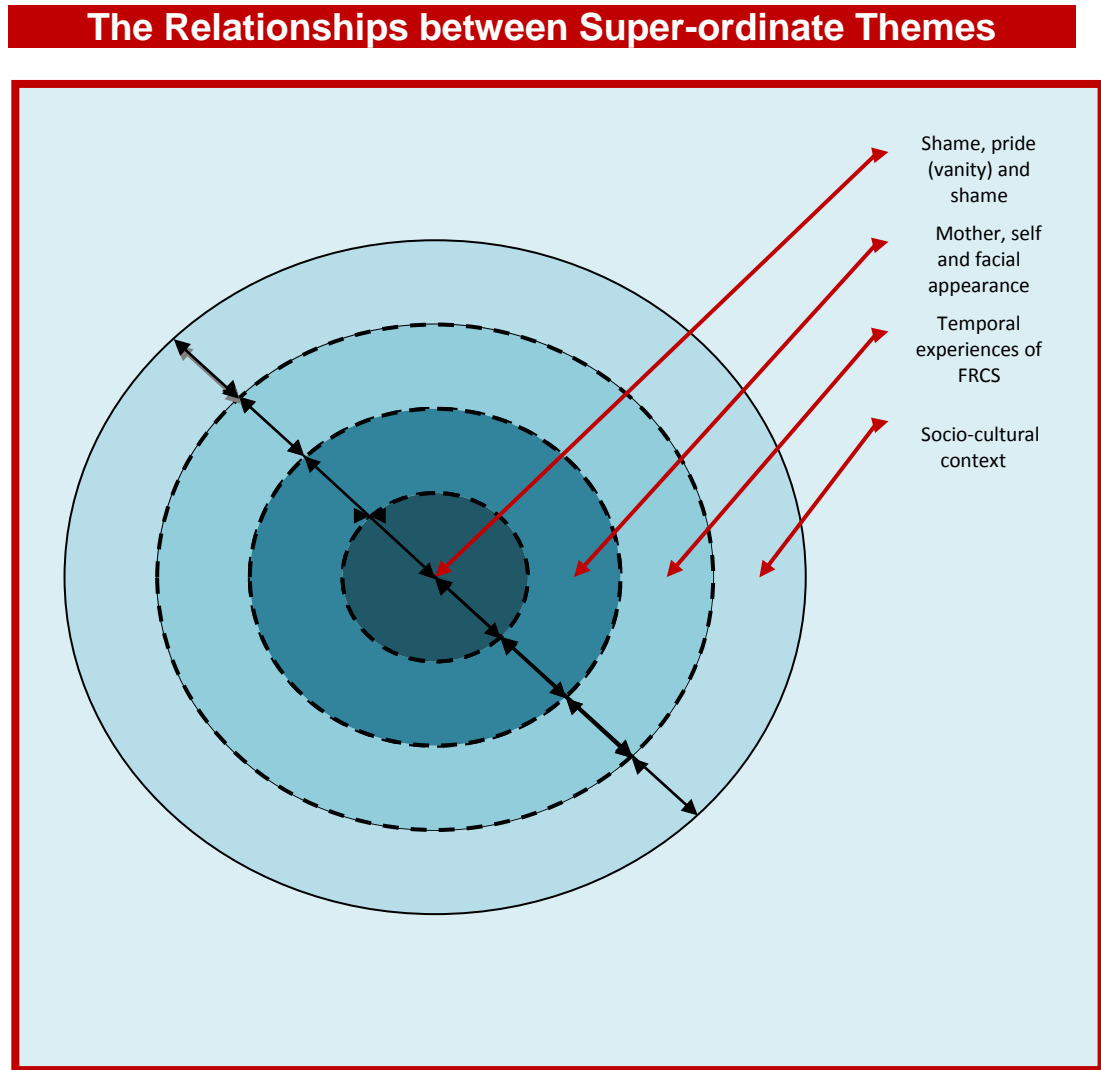 The Relationships between Super-ordinate Themes
Shame, pride
(vanity) and
shame
Mother, self
and facial
appearance
Temporal
experiences of
FRCS
Socio-cultural
context